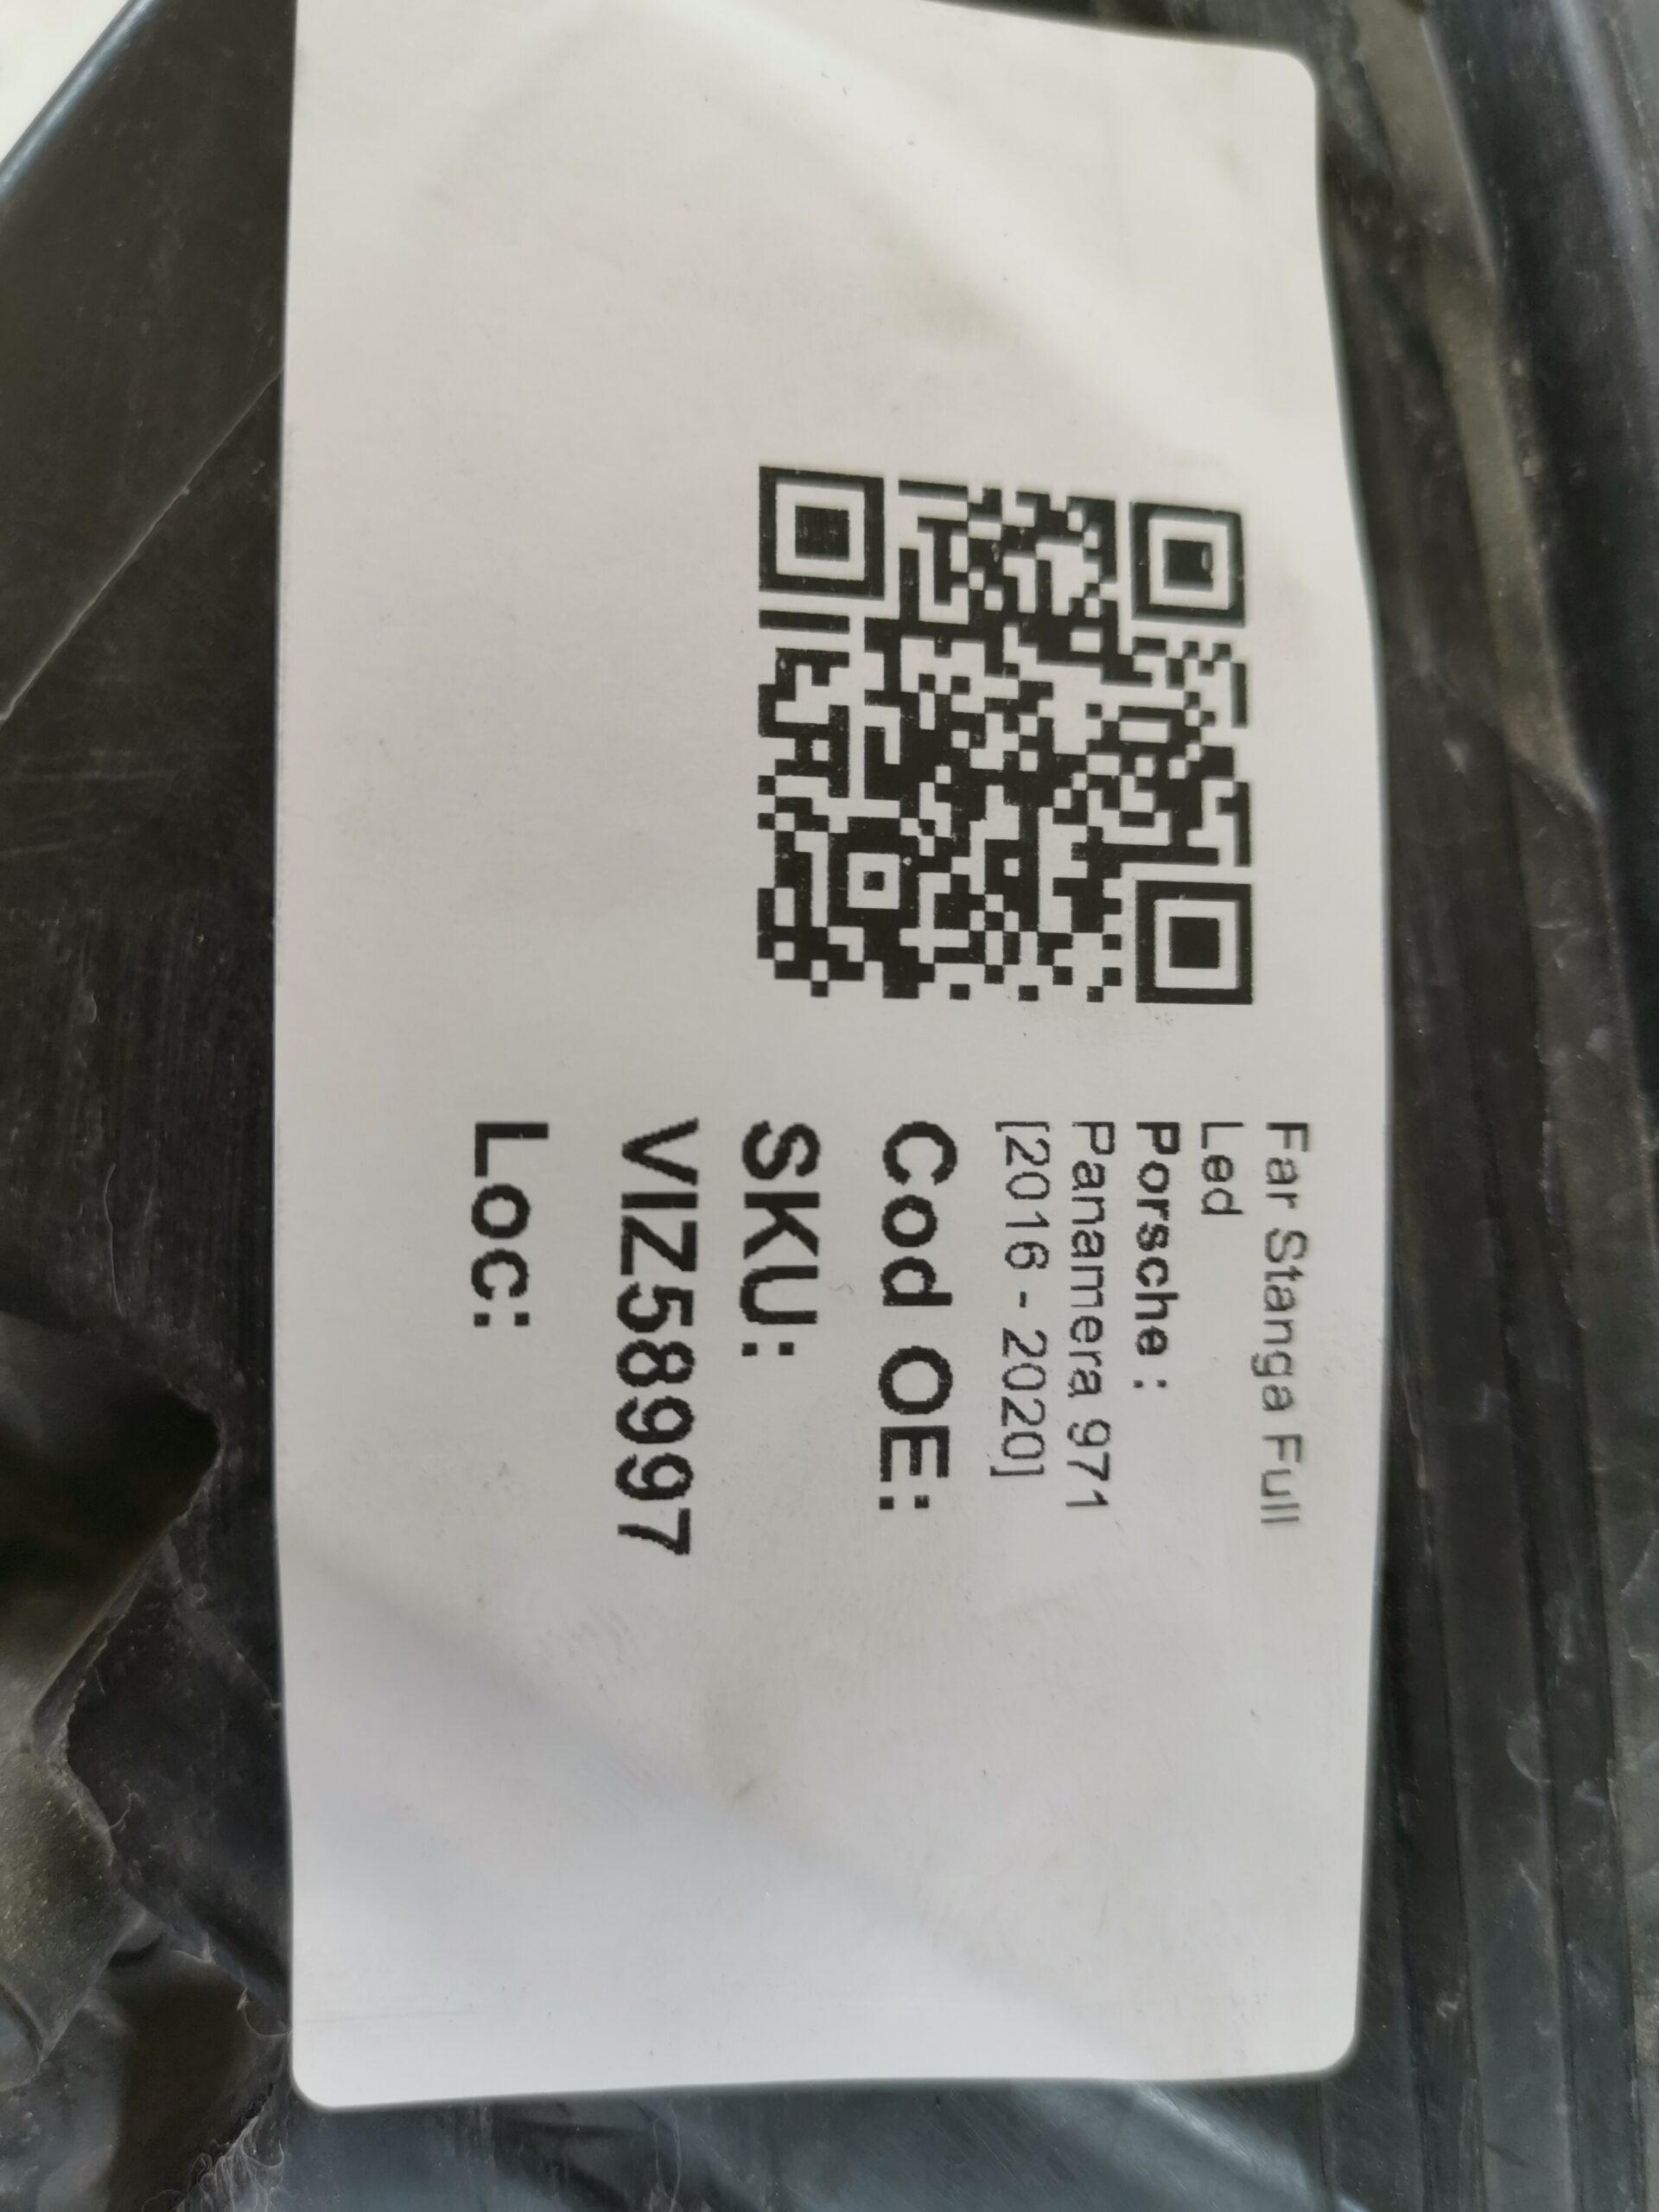 Far Stanga Full
Led
Porsche :
Panamera 971
[2016 - 2020]
Cod OE:
SKU:
VIZ58997
Loc: